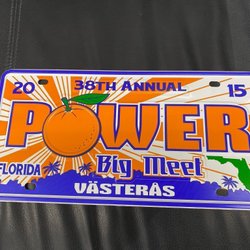 20 38TH ANNUAL 15
POWER
FLORIDA Big Meet
VÄSTERÅS